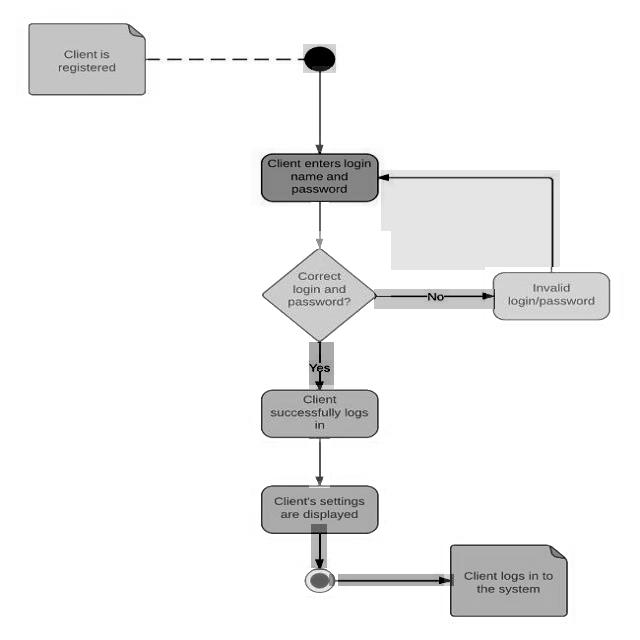 Client is
registered
Client enters login
name and
password
Correct
login and
password?
No
Invalid
login/password
Yes
Client
successfully logs
in
Client's settings
are displayed
Client logs in to
the system